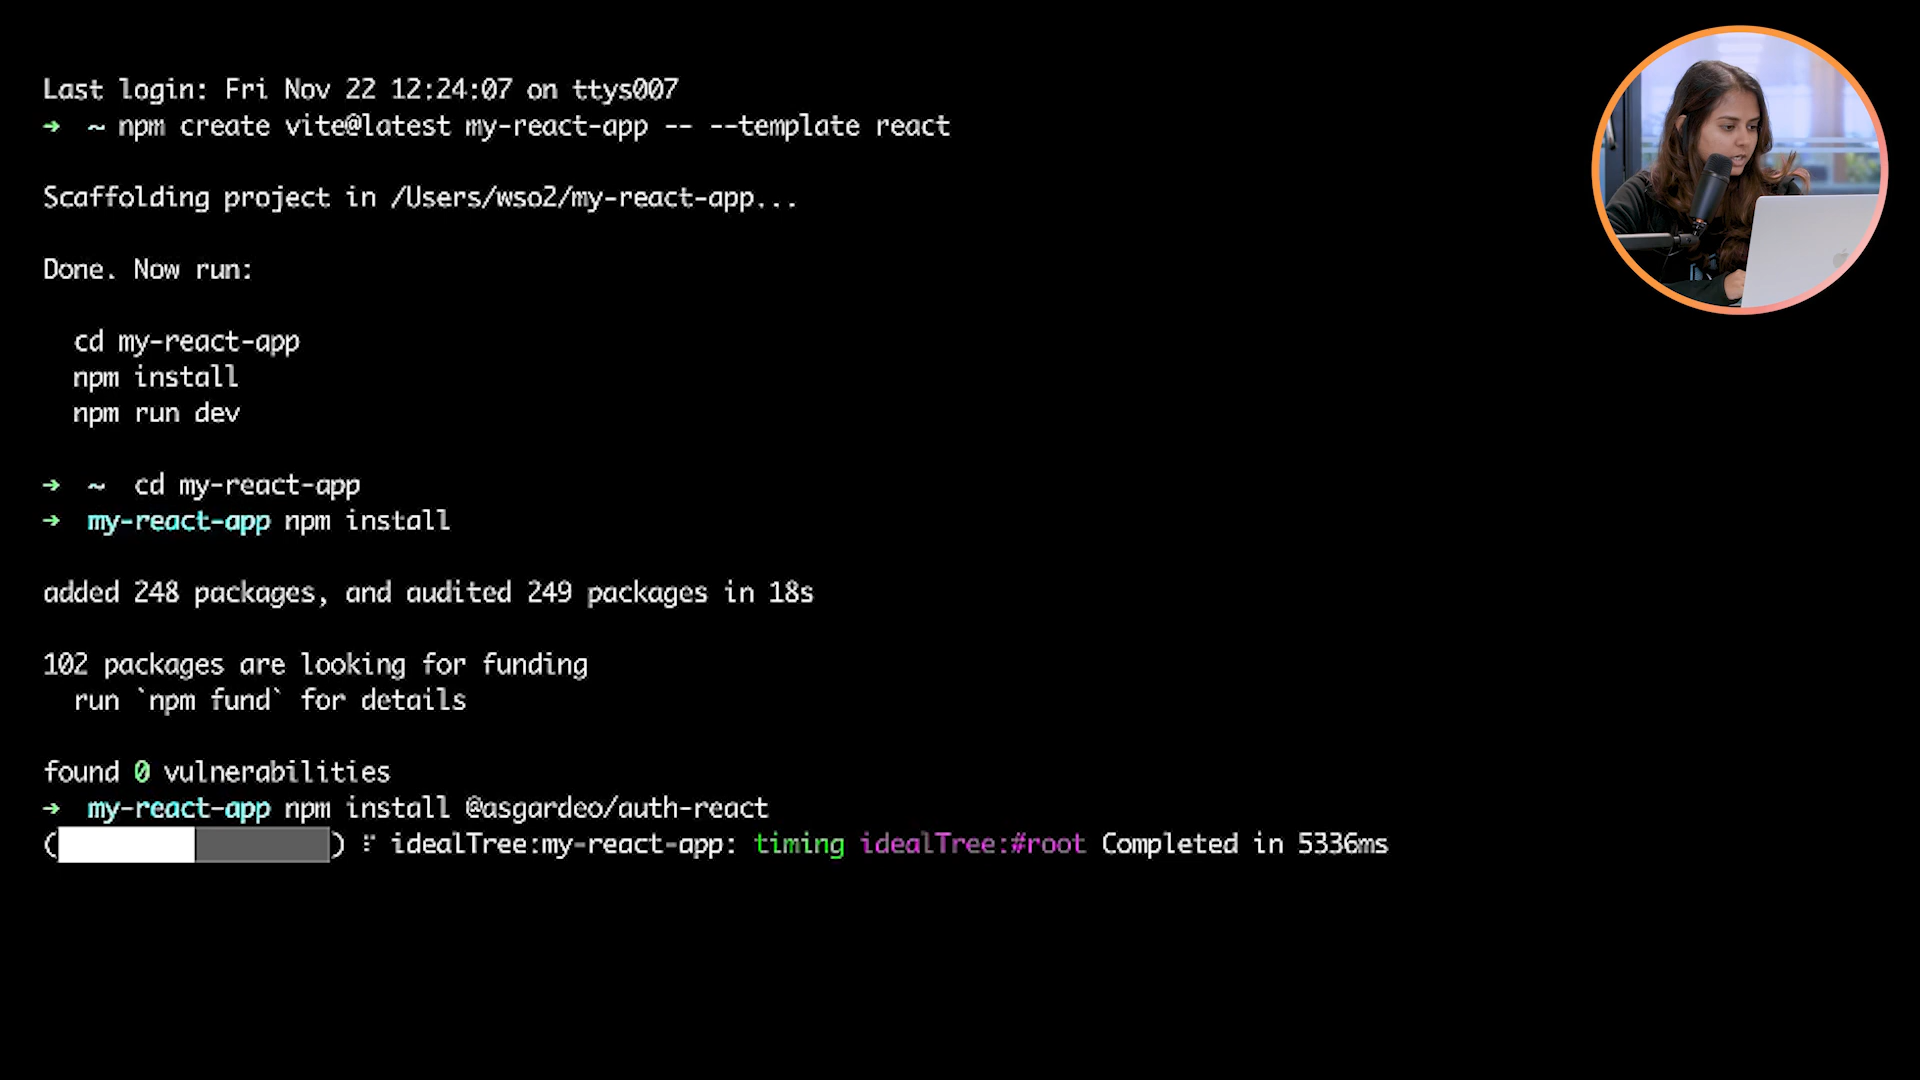 Last login: Fri Nov 22 12:24:07 on ttys007
→ ~ npm create vite@latest my-react-app -- --template react
Scaffolding project in /Users/wso2/my-react-app...
Done. Now run:
cd my-react-app
npm install
npm run dev
→ ~ cd my-react-app
→ my-react-app npm install
added 248 packages, and audited 249 packages in 18s
102 packages are looking for funding
run `npm fund` for details
found 0 vulnerabilities
→ my-react-app npm install @asgardeo/auth-react
( ) ⠏ idealTree:my-react-app: timing idealTree:#root Completed in 5336ms